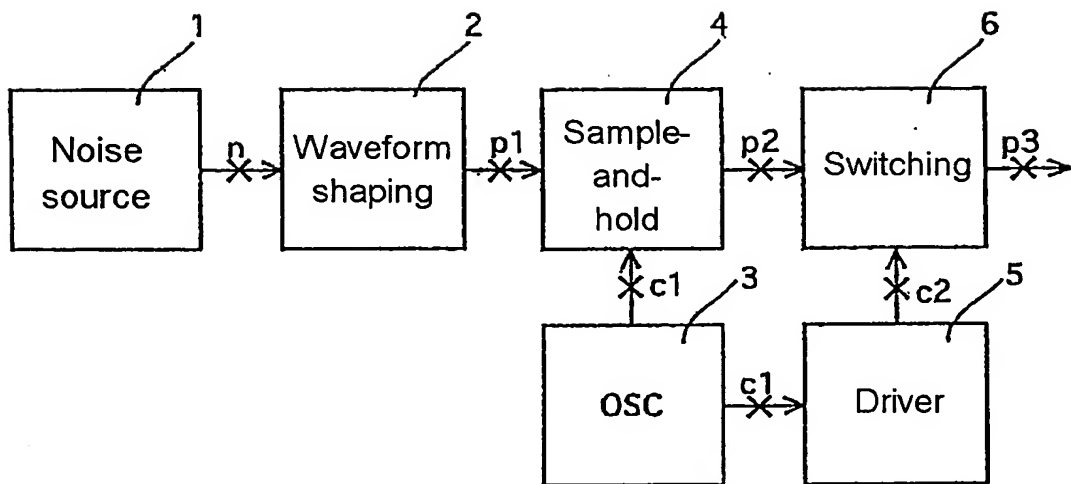 1
2
4
6
Noise
source
n
Waveform
shaping
p1
Sample-
and-
hold
p2
Switching
p3
c1
3
c2
5
OSC
c1
Driver